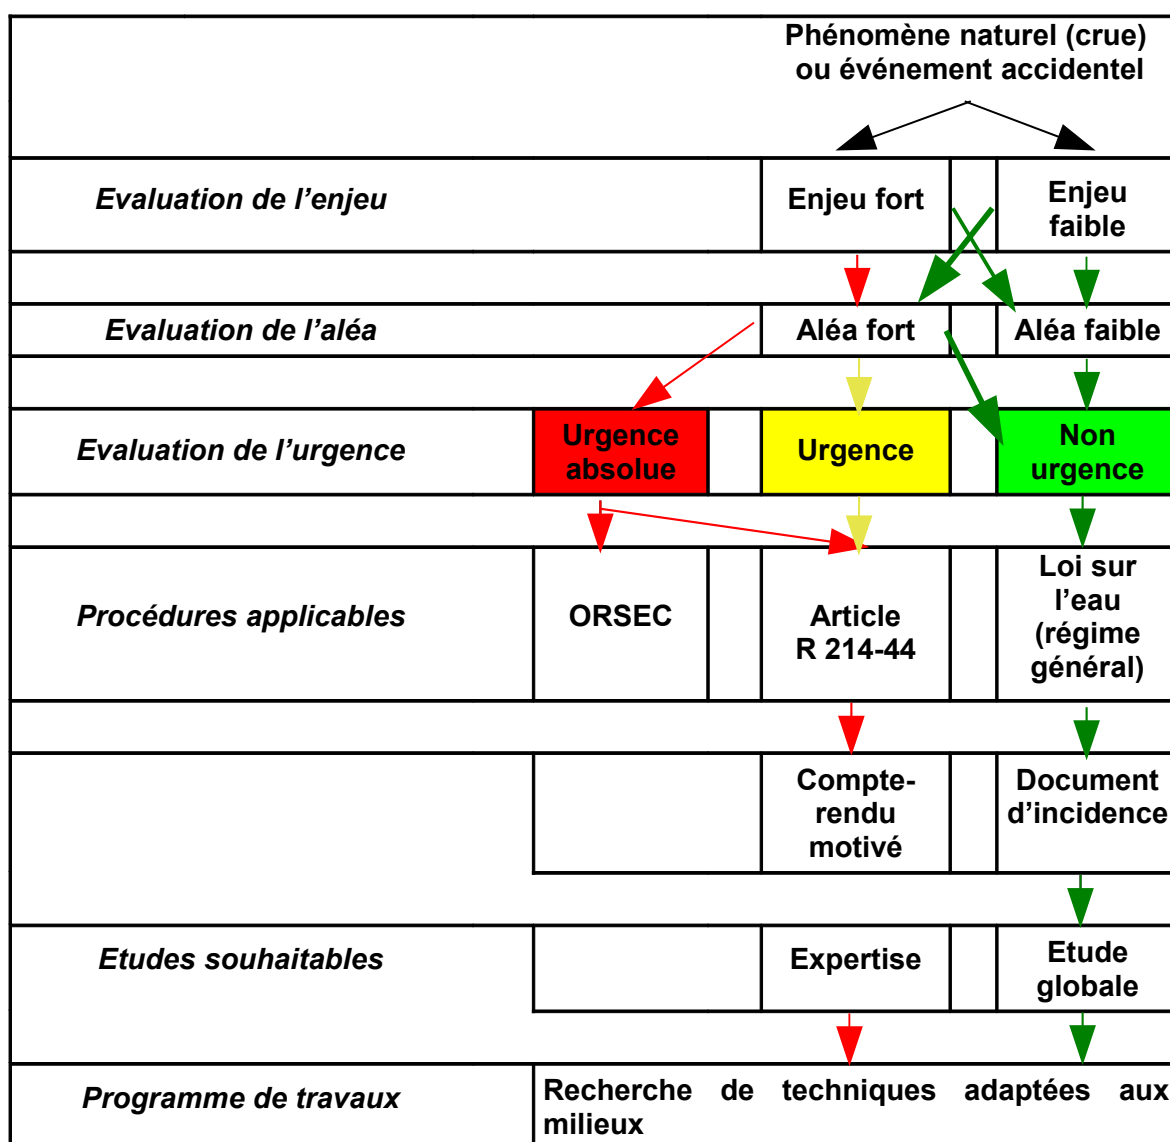 Phénomène naturel (crue)
ou événement accidentel
Evaluation de l’enjeu
Enjeu fort
Enjeu
faible
Evaluation de l’aléa
Aléa fort
Aléa faible
Evaluation de l’urgence
Urgence
absolue
Urgence
Non
urgence
Procédures applicables
ORSEC
Article
R 214-44
Loi sur
l’eau
(régime
général)
Compte-
rendu
motivé
Document
d’incidence
Etudes souhaitables
Expertise
Etude
globale
Programme de travaux
Recherche de techniques adaptées aux
milieux